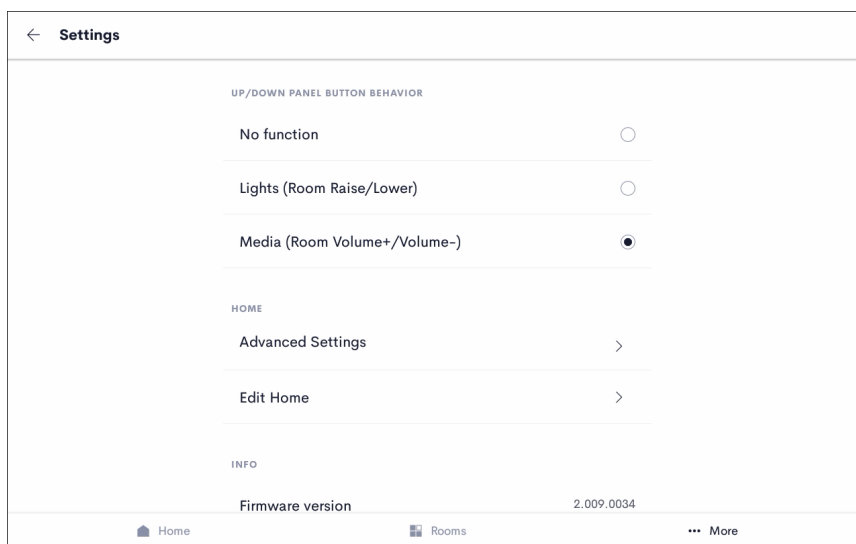 Settings
UP/DOWN PANEL BUTTON BEHAVIOR
No function
Lights (Room Raise/Lower)
Media (Room Volume+/Volume-)
HOME
Advanced Settings
Edit Home
INFO
Firmware version 2.009.0034
Home Rooms More